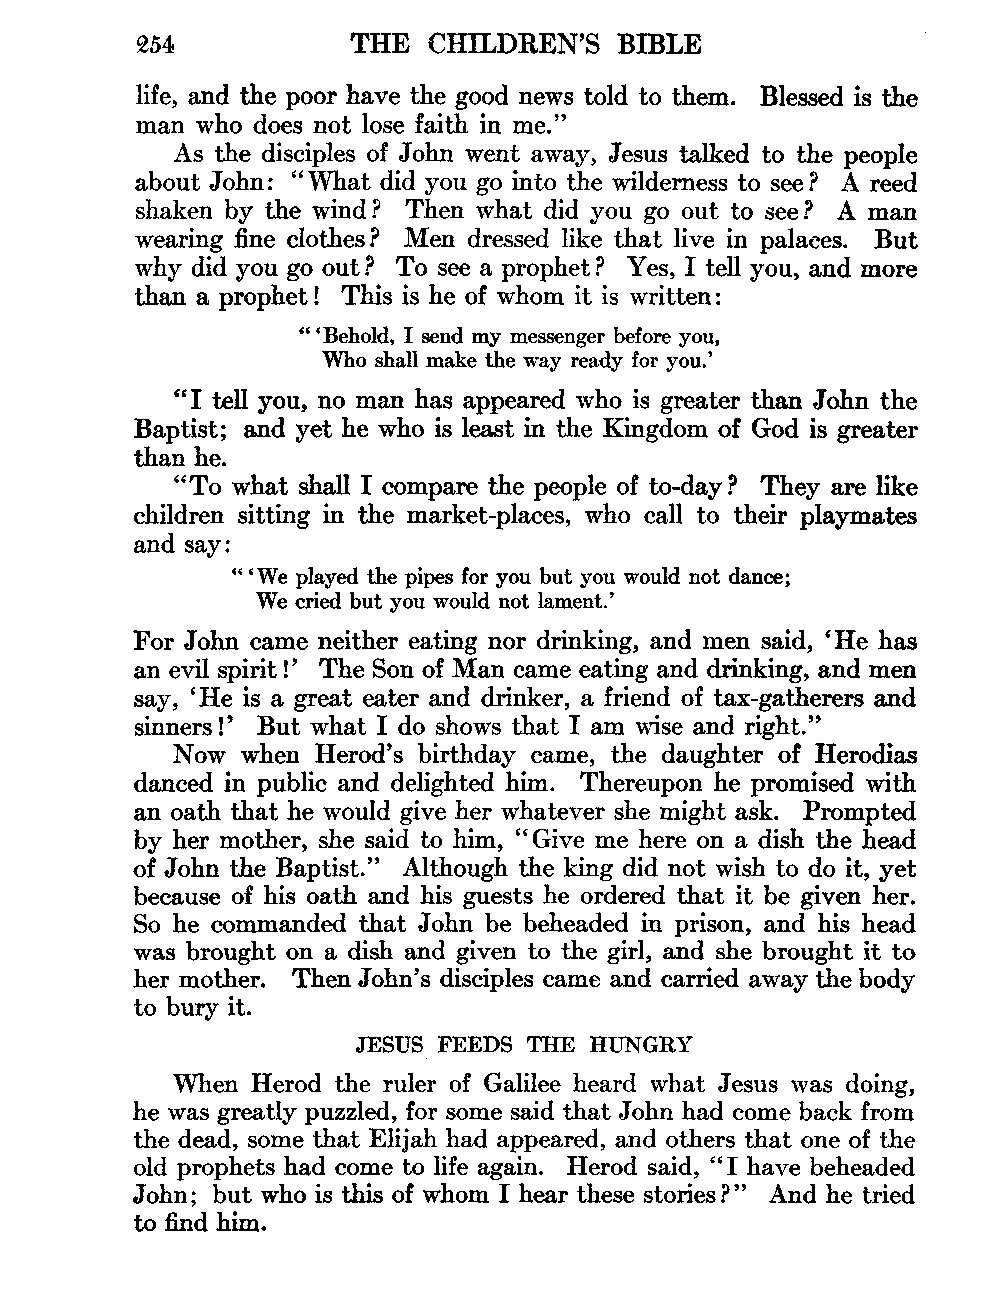 254 THE CHILDREN'S BIBLE
life, and the poor have the good news told to them. Blessed is the
man who does not lose faith in me.”
As the disciples of John went away, Jesus talked to the people
about John: “What did you go into the wilderness to see? A reed
shaken by the wind? Then what did you go out to see? A man
wearing fine clothes? Men dressed like that live in palaces. But
why did you go out? To see a prophet? Yes, I tell you, and more
than a prophet! This is he of whom it is written:
“ ‘Behold, I send my messenger before you,
Who shall make the way ready for you.’
“I tell you, no man has appeared who is greater than John the
Baptist; and yet he who is least in the Kingdom of God is greater
than he.
“To what shall I compare the people of to-day? They are like
children sitting in the market-places, who call to their playmates
and say:
“ ‘We played the pipes for you but you would not dance;
We cried but you would not lament.’
For John came neither eating nor drinking, and men said, ‘He has
an evil spirit!’ The Son of Man came eating and drinking, and men
say, ‘He is a great eater and drinker, a friend of tax-gatherers and
sinners!’ But what I do shows that I am wise and right.”
Now when Herod's birthday came, the daughter of Herodias
danced in public and delighted him. Thereupon he promised with
an oath that he would give her whatever she might ask. Prompted
by her mother, she said to him, “Give me here on a dish the head
of John the Baptist.” Although the king did not wish to do it, yet
because of his oath and his guests he ordered that it be given her.
So he commanded that John be beheaded in prison, and his head
was brought on a dish and given to the girl, and she brought it to
her mother. Then John's disciples came and carried away the body
to bury it.
JESUS FEEDS THE HUNGRY
When Herod the ruler of Galilee heard what Jesus was doing,
he was greatly puzzled, for some said that John had come back from
the dead, some that Elijah had appeared, and others that one of the
old prophets had come to life again. Herod said, “I have beheaded
John; but who is this of whom I hear these stories?” And he tried
to find him.